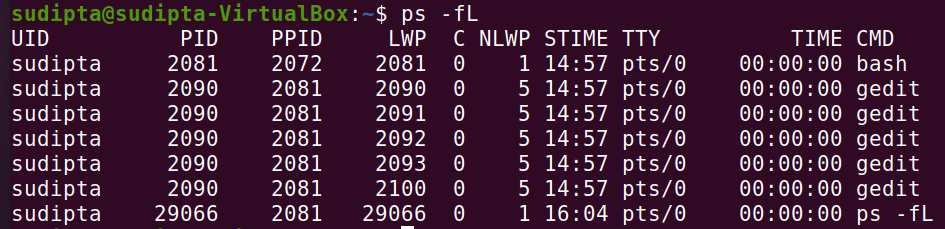 sudipta@sudipta-VirtualBox:~$ ps -fL
UID PID PPID LWP C NLWP STIME TTY TIME CMD
sudipta 2081 2072 2081 0 1 14:57 pts/0 00:00:00 bash
sudipta 2090 2081 2090 0 5 14:57 pts/0 00:00:00 gedit
sudipta 2090 2081 2091 0 5 14:57 pts/0 00:00:00 gedit
sudipta 2090 2081 2092 0 5 14:57 pts/0 00:00:00 gedit
sudipta 2090 2081 2093 0 5 14:57 pts/0 00:00:00 gedit
sudipta 2090 2081 2100 0 5 14:57 pts/0 00:00:00 gedit
sudipta 29066 2081 29066 0 1 16:04 pts/0 00:00:00 ps -fL